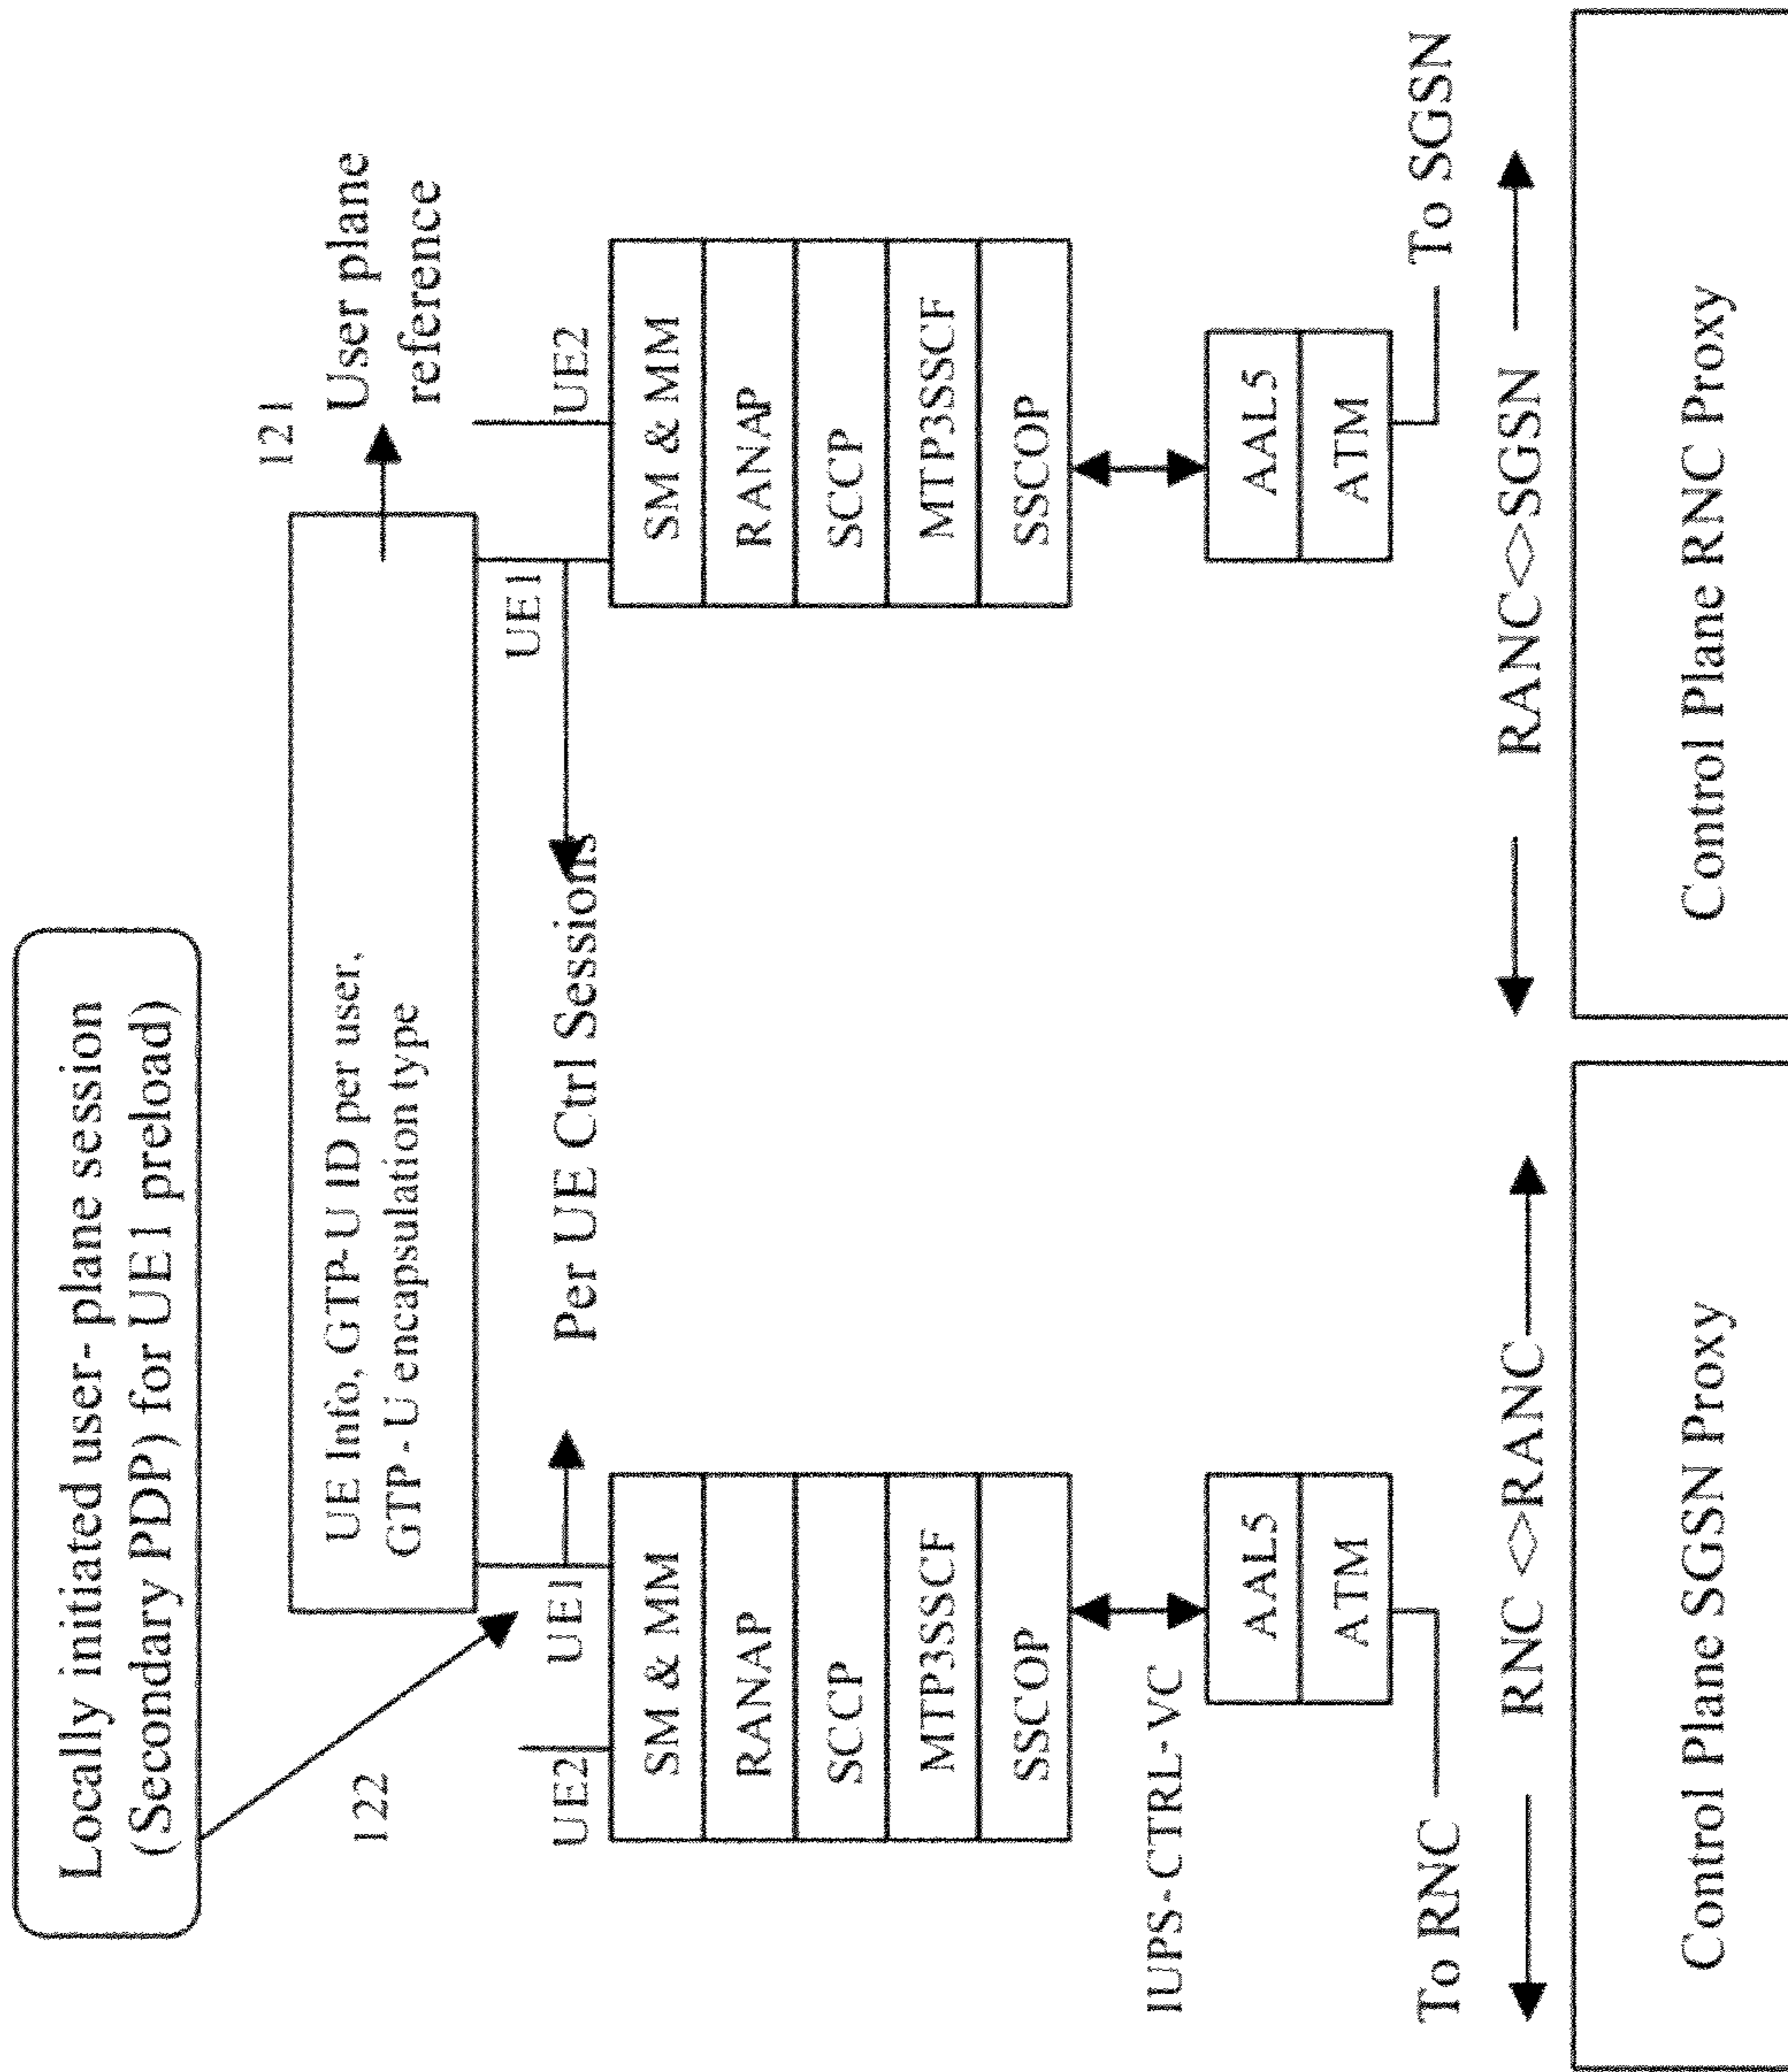 Locally initiated user- plane session
(Secondary PDP) for UE1 preload)
122
121
UE Info, GTP-U ID per user,
GTP - U encapsulation type
User plane
reference
UE2
UE1
Per UE Ctrl Sessions
UE1
UE2
SM & MM
RANAP
SCCP
MTP3SSCF
SSCOP
SM & MM
RANAP
SCCP
MTP3SSCF
SSCOP
IUPS-CTRL-VC
AAL5
ATM
AAL5
ATM
To RNC
To SGSN
RNC <>RANC
RANC<>SGSN
Control Plane SGSN Proxy
Control Plane RNC Proxy